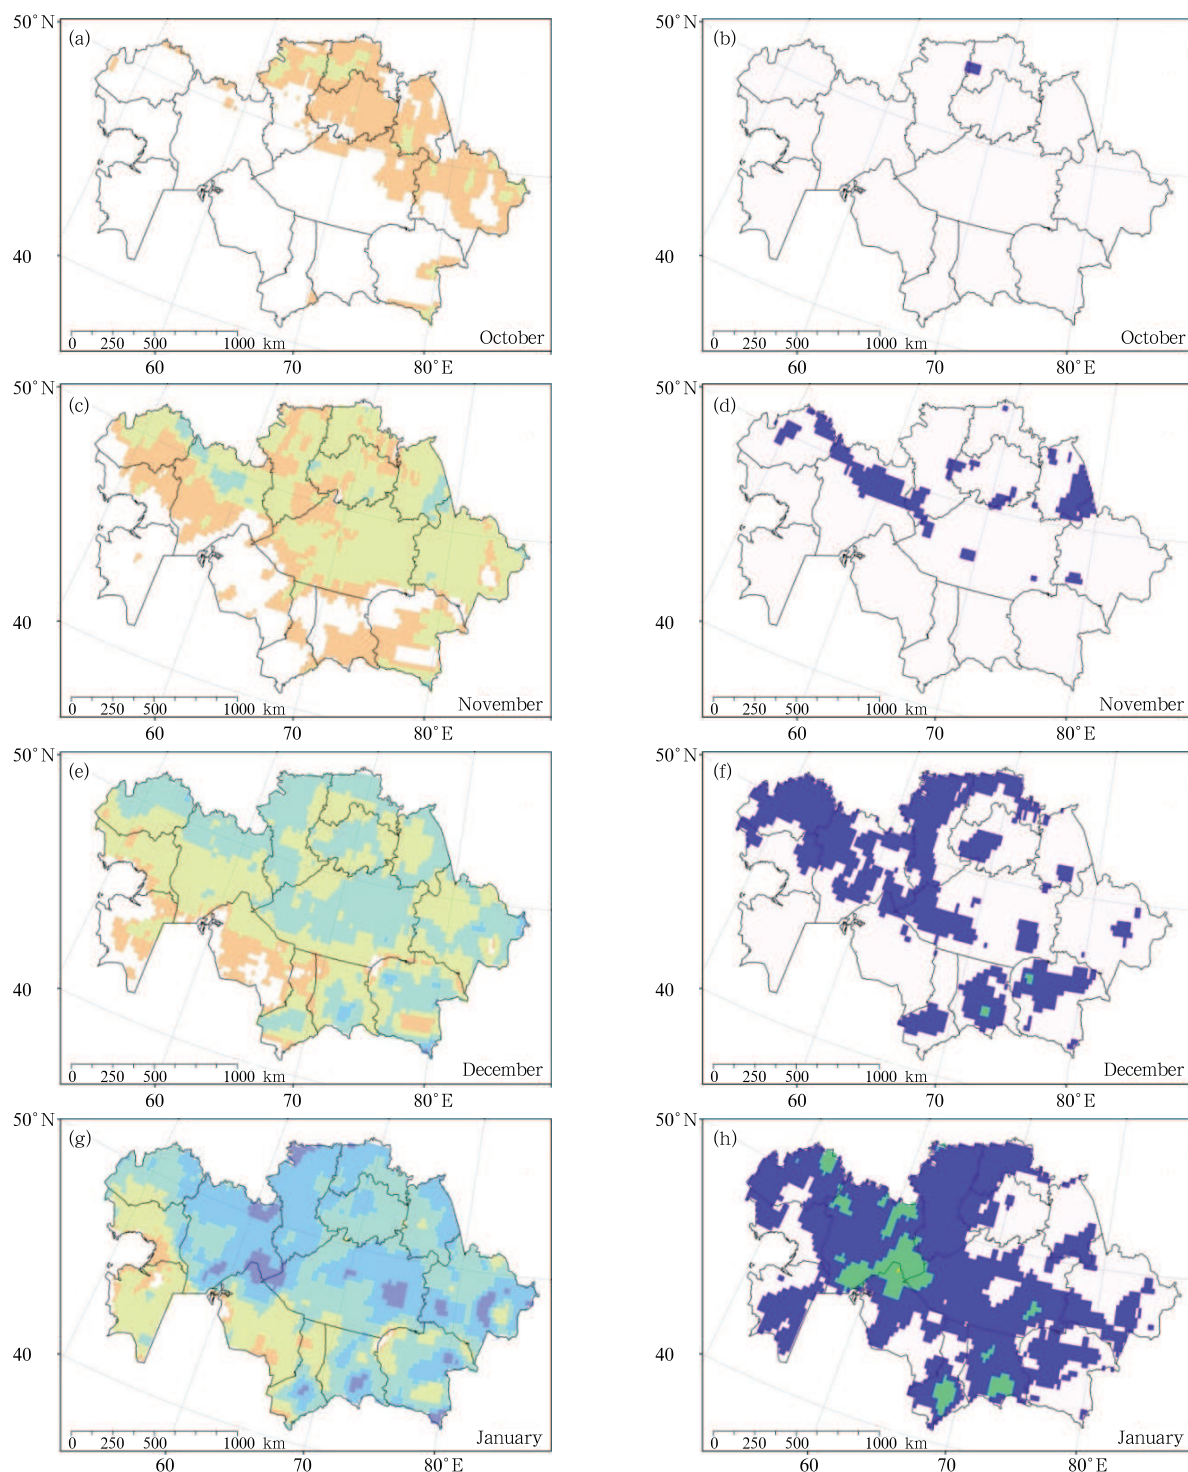 50°N (a) 50°N (b)
40 40
0 250 500 1000 km October 0 250 500 1000 km October
60 70 80°E 60 70 80°E
50°N (c) 50°N (d)
40 40
0 250 500 1000 km November 0 250 500 1000 km November
60 70 80°E 60 70 80°E
50°N (e) 50°N (f)
40 40
0 250 500 1000 km December 0 250 500 1000 km December
60 70 80°E 60 70 80°E
50°N (g) 50°N (h)
40 40
0 250 500 1000 km January 0 250 500 1000 km January
60 70 80°E 60 70 80°E